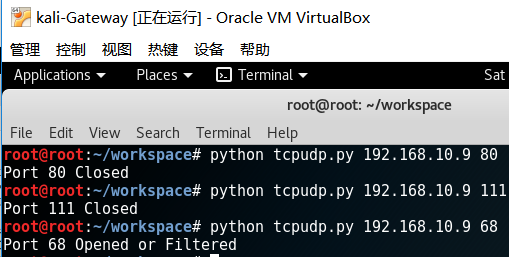 kali-Gateway [正在运行] - Oracle VM VirtualBox
管理 控制 视图 热键 设备 帮助
Applications Places Terminal Sat
root@root: ~/workspace
File Edit View Search Terminal Help
root@root:~/workspace# python tcpudp.py 192.168.10.9 80
Port 80 Closed
root@root:~/workspace# python tcpudp.py 192.168.10.9 111
Port 111 Closed
root@root:~/workspace# python tcpudp.py 192.168.10.9 68
Port 68 Opened or Filtered